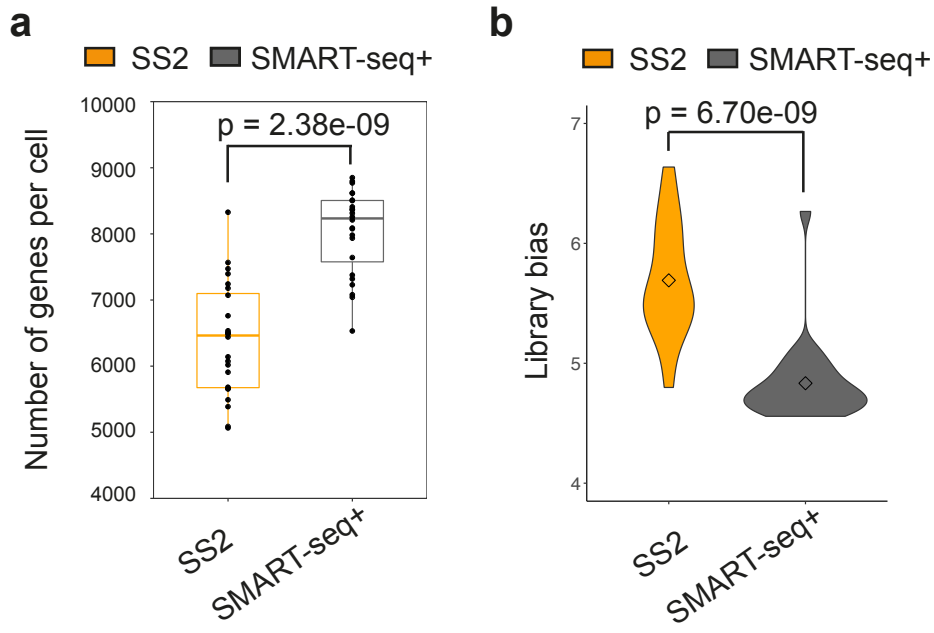 a
SS2 SMART-seq+
Number of genes per cell
10000
9000
8000
7000
6000
5000
4000
p = 2.38e-09
SS2
SMART-seq+
b
SS2 SMART-seq+
Library bias
7
6
5
4
p = 6.70e-09
SS2
SMART-seq+